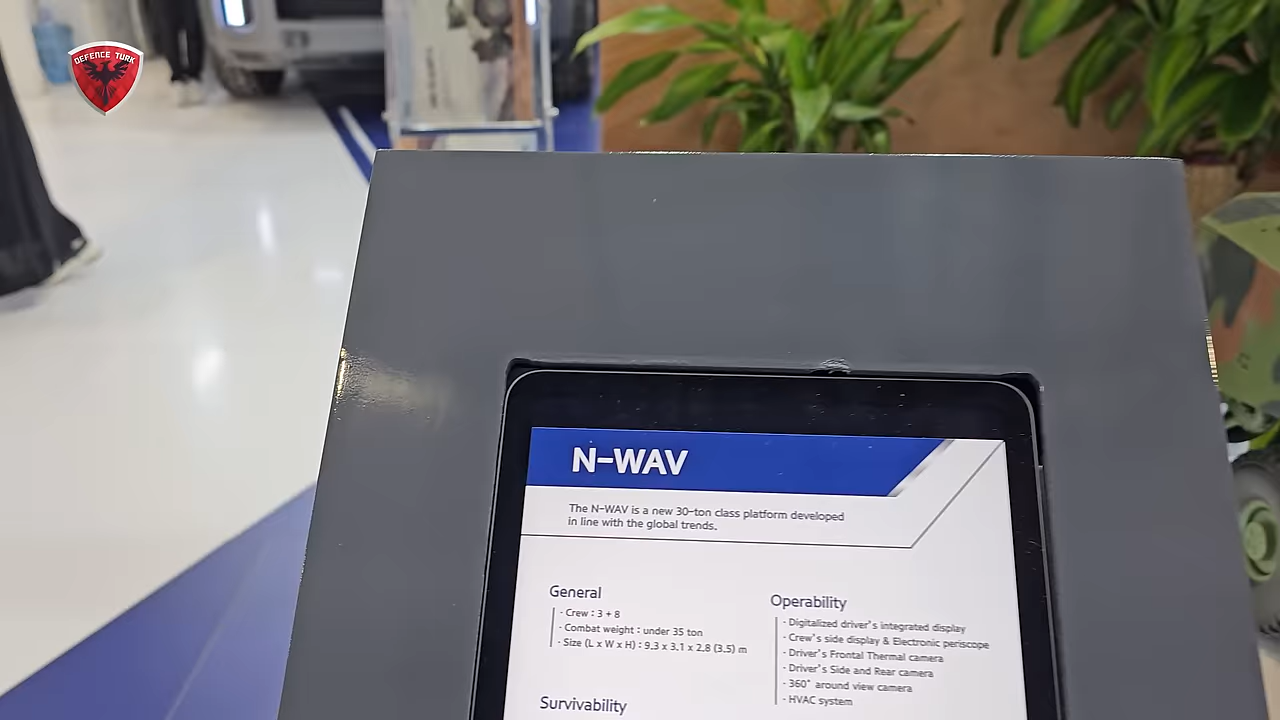 DEFENCE TURK
N-WAV
The N-WAV is a new 30-ton class platform developed
in line with the global trends.
General
· Crew : 3 + 8
· Combat weight : under 35 ton
· Size (L x W x H) : 9.3 x 3.1 x 2.8 (3.5) m
Operability
· Digitalized driver's integrated display
· Crew's side display & Electronic periscope
· Driver's Frontal Thermal camera
· Driver's Side and Rear camera
· 360° around view camera
· HVAC system
Survivability